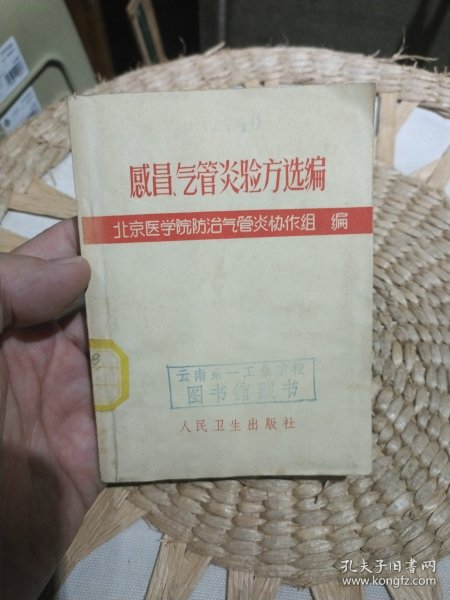 感冒、气管炎验方选编
北京医学院防治气管炎协作组 编
云南第一工业学校
图书馆藏书
人民卫生出版社
8
孔夫子旧书网
www.kongfz.com